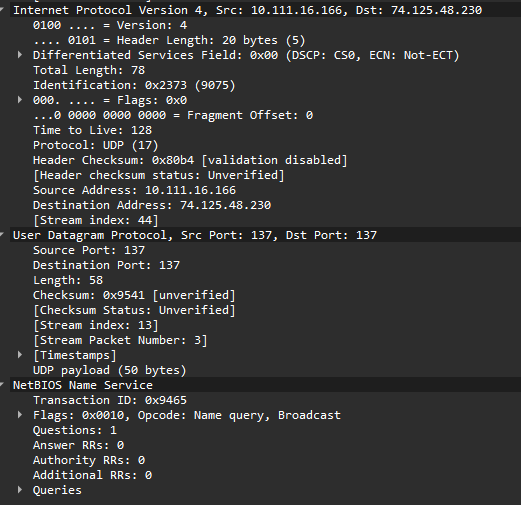 Internet Protocol Version 4, Src: 10.111.16.166, Dst: 74.125.48.230
0100 .... = Version: 4
.... 0101 = Header Length: 20 bytes (5)
Differentiated Services Field: 0x00 (DSCP: CS0, ECN: Not-ECT)
Total Length: 78
Identification: 0x2373 (9075)
000. .... = Flags: 0x0
...0 0000 0000 0000 = Fragment Offset: 0
Time to Live: 128
Protocol: UDP (17)
Header Checksum: 0x80b4 [validation disabled]
[Header checksum status: Unverified]
Source Address: 10.111.16.166
Destination Address: 74.125.48.230
[Stream index: 44]
User Datagram Protocol, Src Port: 137, Dst Port: 137
Source Port: 137
Destination Port: 137
Length: 58
Checksum: 0x9541 [unverified]
[Checksum Status: Unverified]
[Stream index: 13]
[Stream Packet Number: 3]
[Timestamps]
UDP payload (50 bytes)
NetBIOS Name Service
Transaction ID: 0x9465
Flags: 0x0010, Opcode: Name query, Broadcast
Questions: 1
Answer RRs: 0
Authority RRs: 0
Additional RRs: 0
Queries